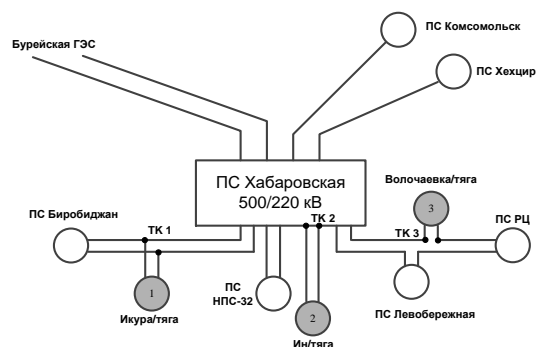 ПС Комсомольск
Бурейская ГЭС
ПС Хехцир
ПС Хабаровская
500/220 кВ
Волочаевка/тяга
ПС Биробиджан
ТК 1
ТК 2
ТК 3
3
ПС РЦ
1
ПС
НПС-32
2
Икура/тяга
ПС Левобережная
Ин/тяга